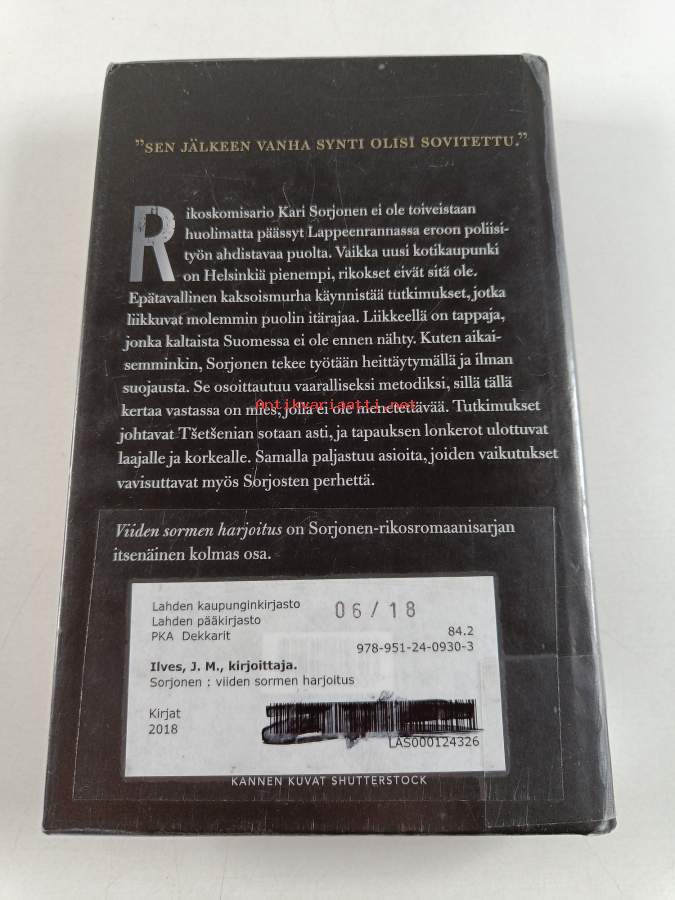 ”SEN JÄLKEEN VANHA SYNTI OLISI SOVITETTU.”
Rikoskomisario Kari Sorjonen ei ole toiveistaan
huolimatta päässyt Lappeenrannassa eroon poliisi-
työn ahdistavaa puolta. Vaikka uusi kotikaupunki
on Helsinkiä pienempi, rikokset eivät sitä ole.
Epätavallinen kaksoismurha käynnistää tutkimukset, jotka
liikkuvat molemmin puolin itärajaa. Liikkeellä on tappaja,
jonka kaltaista Suomessa ei ole ennen nähty. Kuten aikai-
semminkin, Sorjonen tekee työtään heittäytymällä ja ilman
suojausta. Se osoittautuu vaaralliseksi metodiksi, sillä tällä
kertaa vastassa on mies, jolla ei ole menetettävää. Tutkimukset
Antikvariaatti.net
johtavat Tšetšenian sotaan asti, ja tapauksen lonkerot ulottuvat
laajalle ja korkealle. Samalla paljastuu asioita, joiden vaikutukset
vavisuttavat myös Sorjosten perhettä.
Viiden sormen harjoitus on Sorjonen-rikosromaanisarjan
itsenäinen kolmas osa.
Lahden kaupunginkirjasto 06/18
Lahden pääkirjasto
PKA Dekkarit 84.2
978-951-24-0930-3
Ilves, J. M., kirjoittaja.
Sorjonen ; viiden sormen harjoitus
Kirjat
2018
LAS000124326
KANNEN KUVAT SHUTTERSTOCK